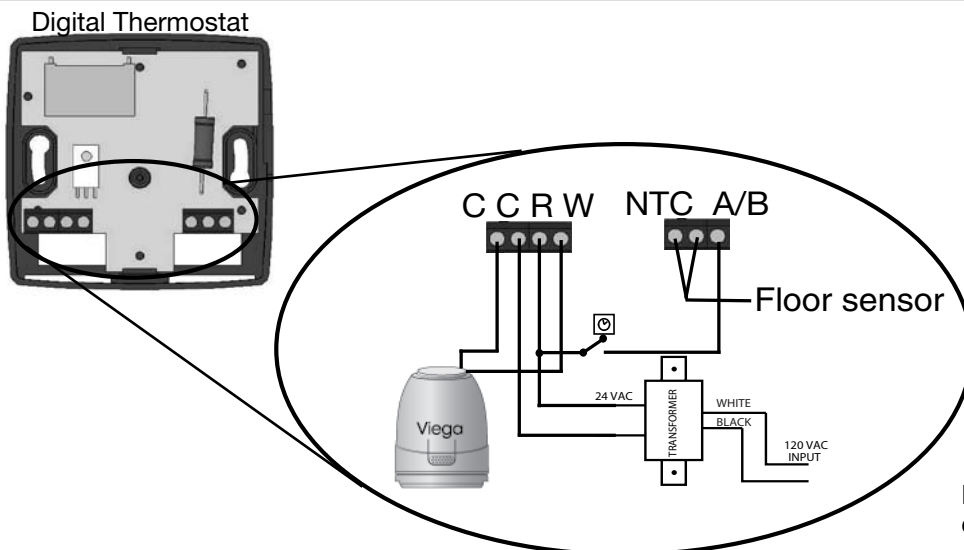 Digital Thermostat
C C R W
NTC A/B
Floor sensor
24 VAC
TRANSFORMER
WHITE
BLACK
120 VAC
INPUT
Viega